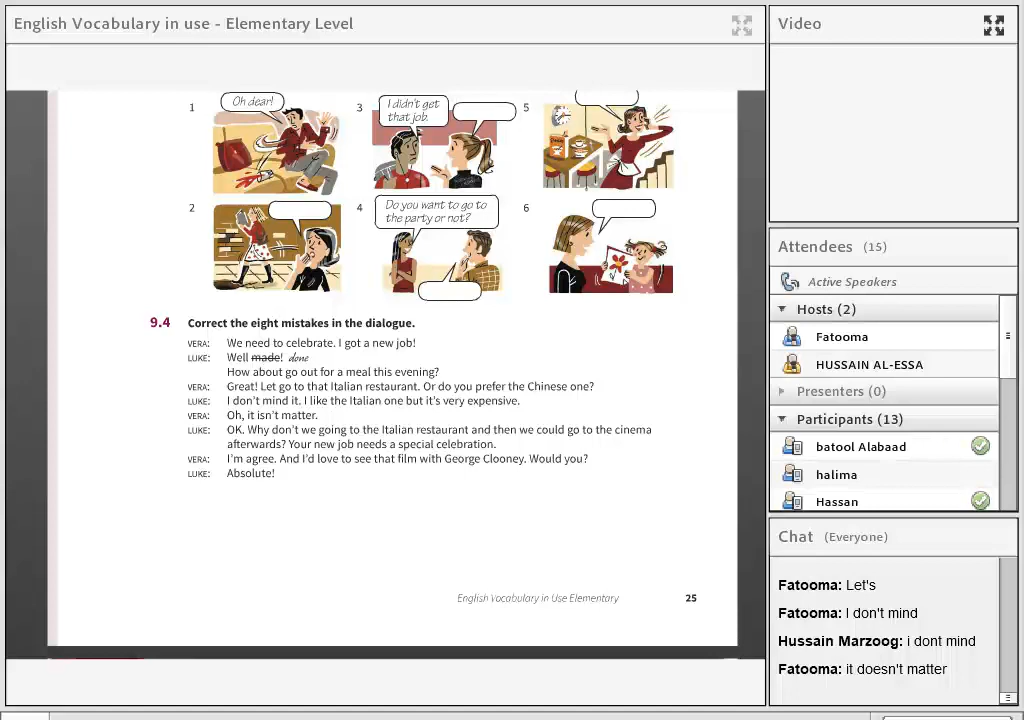 English Vocabulary in use - Elementary Level
1
Oh dear!
3
I didn't get
that job.
5
2
4
Do you want to go to
the party or not?
6
9.4 Correct the eight mistakes in the dialogue.
VERA: We need to celebrate. I got a new job!
LUKE: Well made! done
How about go out for a meal this evening?
VERA: Great! Let go to that Italian restaurant. Or do you prefer the Chinese one?
LUKE: I don't mind it. I like the Italian one but it's very expensive.
VERA: Oh, it isn't matter.
LUKE: OK. Why don't we going to the Italian restaurant and then we could go to the cinema
afterwards? Your new job needs a special celebration.
VERA: I'm agree. And I'd love to see that film with George Clooney. Would you?
LUKE: Absolute!
English Vocabulary in Use Elementary 25
Video
Attendees (15)
Active Speakers
Hosts (2)
Fatooma
HUSSAIN AL-ESSA
Presenters (0)
Participants (13)
batool Alabaad
halima
Hassan
Chat (Everyone)
Fatooma: Let's
Fatooma: I don't mind
Hussain Marzoog: i dont mind
Fatooma: it doesn't matter